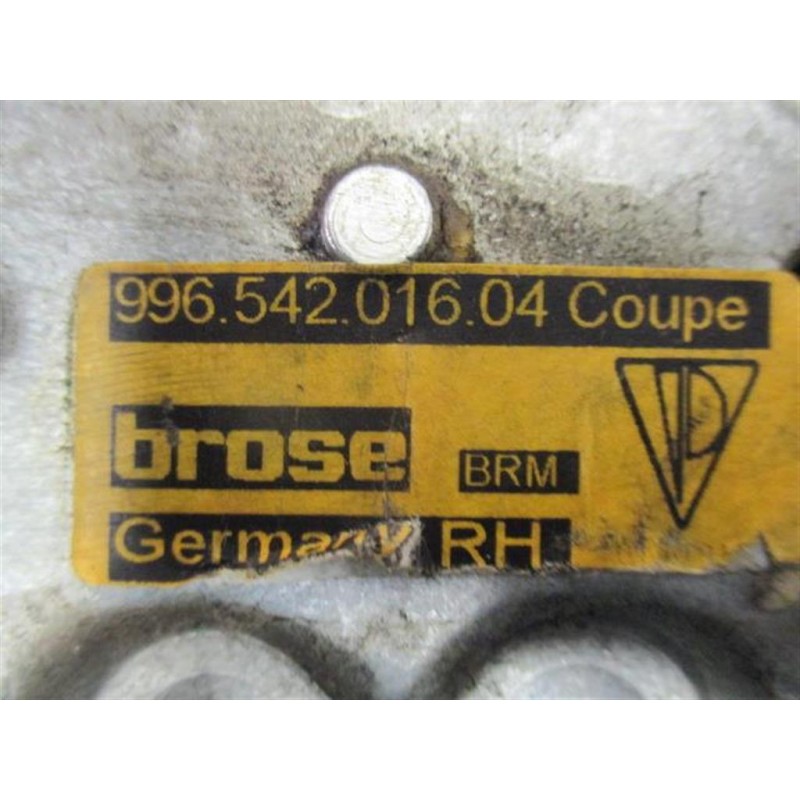 996.542.016.04 Coupe
brose BRM
Germany RH